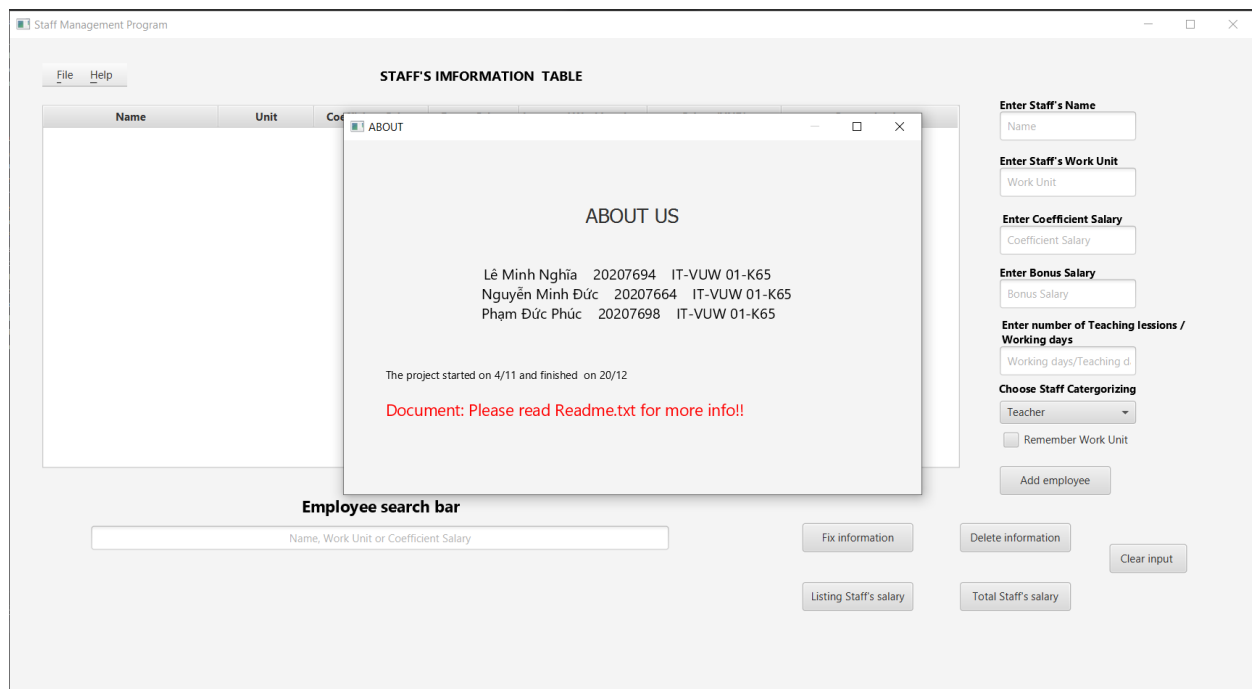 Staff Management Program
File Help
STAFF'S IMFORMATION TABLE
Name Unit
ABOUT
ABOUT US
Lê Minh Nghĩa 20207694 IT-VUW 01-K65
Nguyễn Minh Đức 20207664 IT-VUW 01-K65
Phạm Đức Phúc 20207698 IT-VUW 01-K65
The project started on 4/11 and finished on 20/12
Document: Please read Readme.txt for more info!!
Enter Staff's Name
Name
Enter Staff's Work Unit
Work Unit
Enter Coefficient Salary
Coefficient Salary
Enter Bonus Salary
Bonus Salary
Enter number of Teaching lessions /
Working days
Working days/Teaching d
Choose Staff Catergorizing
Teacher
Remember Work Unit
Add employee
Employee search bar
Name, Work Unit or Coefficient Salary
Fix information
Delete information
Clear input
Listing Staff's salary
Total Staff's salary